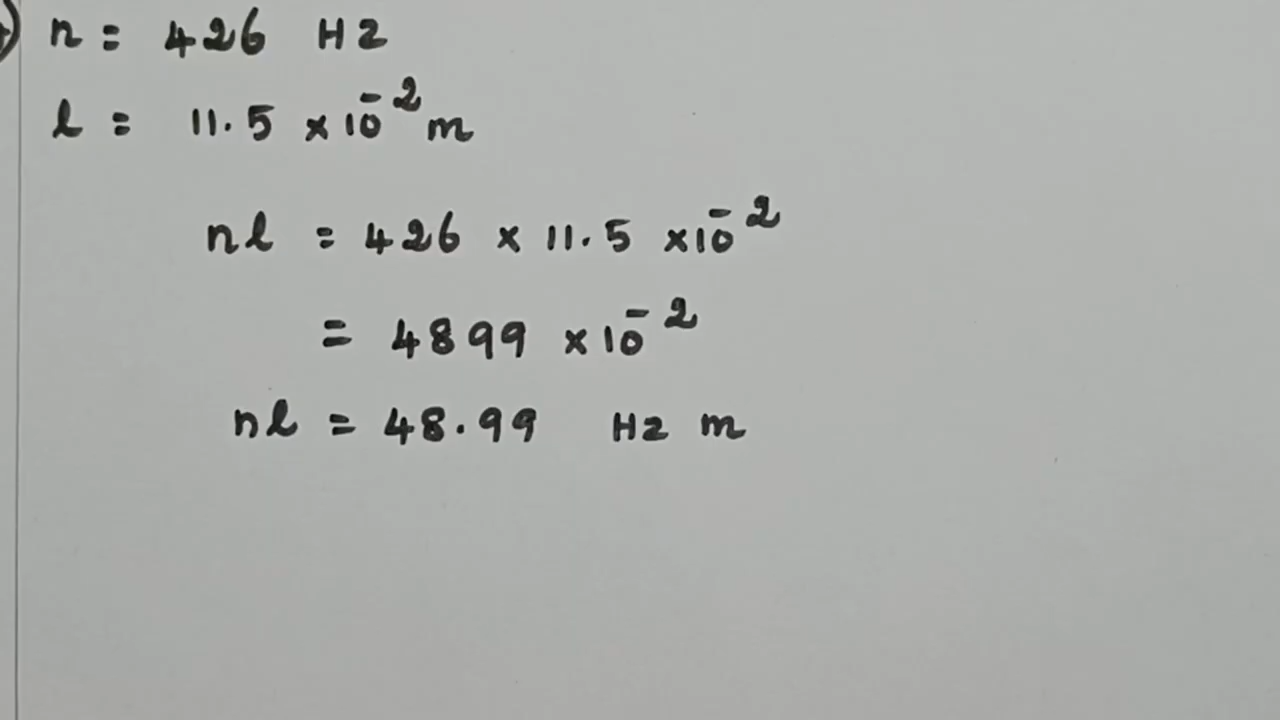 n = 426 Hz
l = 11.5 × 10⁻² m
nl = 426 × 11.5 × 10⁻²
= 4899 × 10⁻²
nl = 48.99 Hz m